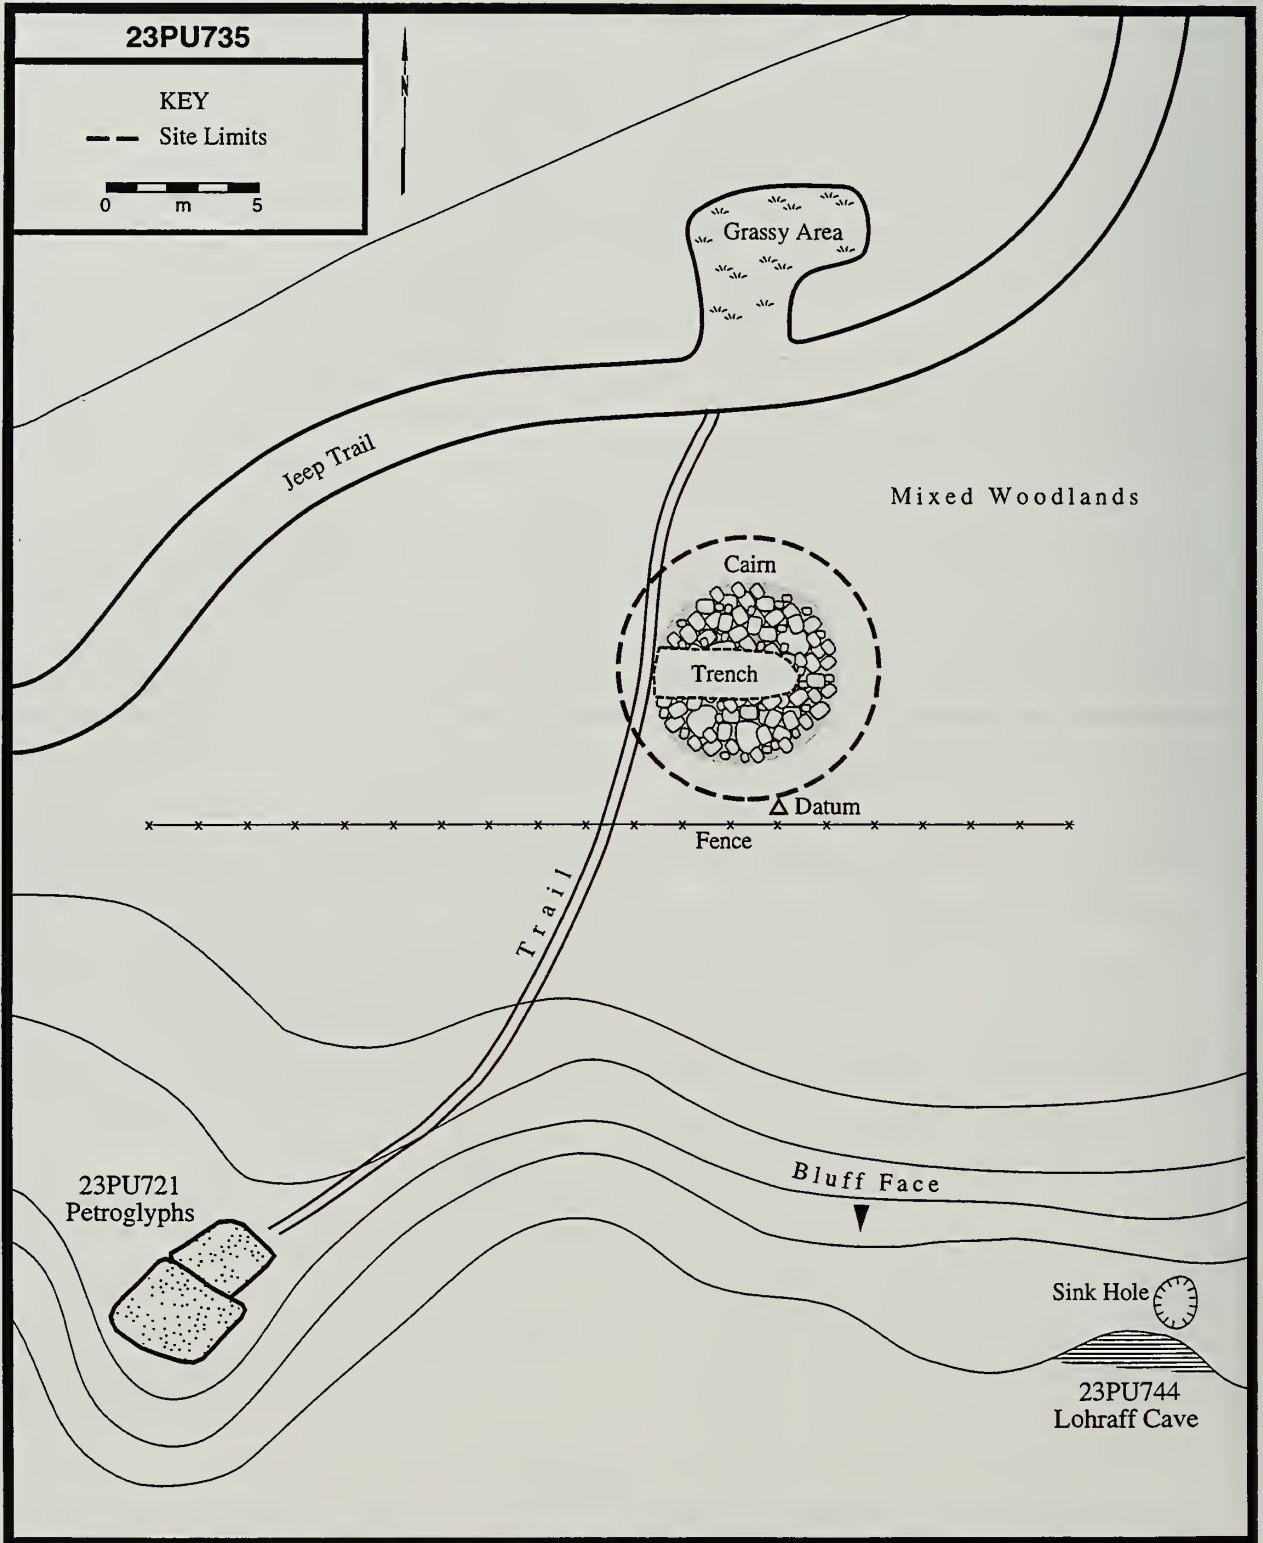 23PU735
KEY
Site Limits
0 m 5
N
Grassy Area
Jeep Trail
Mixed Woodlands
Cairn
Trench
Datum
Fence
Trail
Bluff Face
23PU721
Petroglyphs
Sink Hole
23PU744
Lohraff Cave